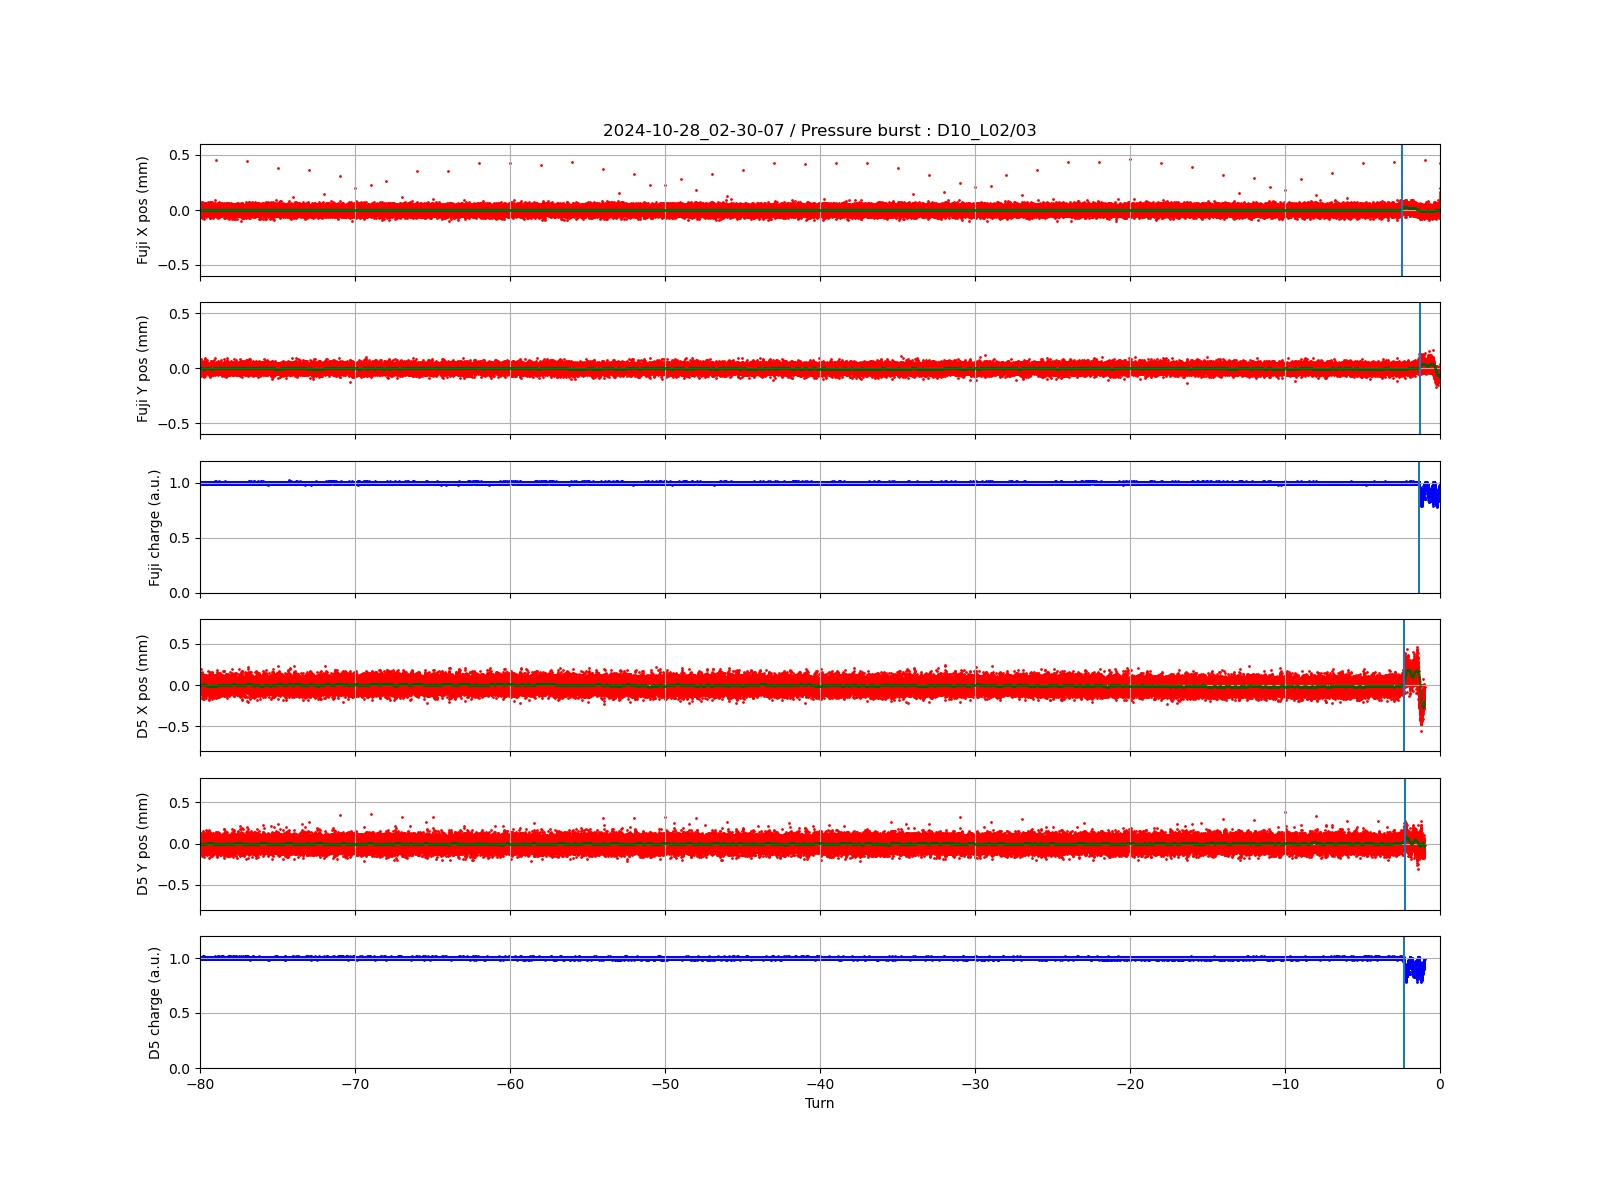 2024-10-28_02-30-07 / Pressure burst : D10_L02/03
Fuji X pos (mm)
0.5
0.0
−0.5
Fuji Y pos (mm)
0.5
0.0
−0.5
Fuji charge (a.u.)
1.0
0.5
0.0
D5 X pos (mm)
0.5
0.0
−0.5
D5 Y pos (mm)
0.5
0.0
−0.5
D5 charge (a.u.)
1.0
0.5
0.0
−80 −70 −60 −50 −40 −30 −20 −10 0
Turn